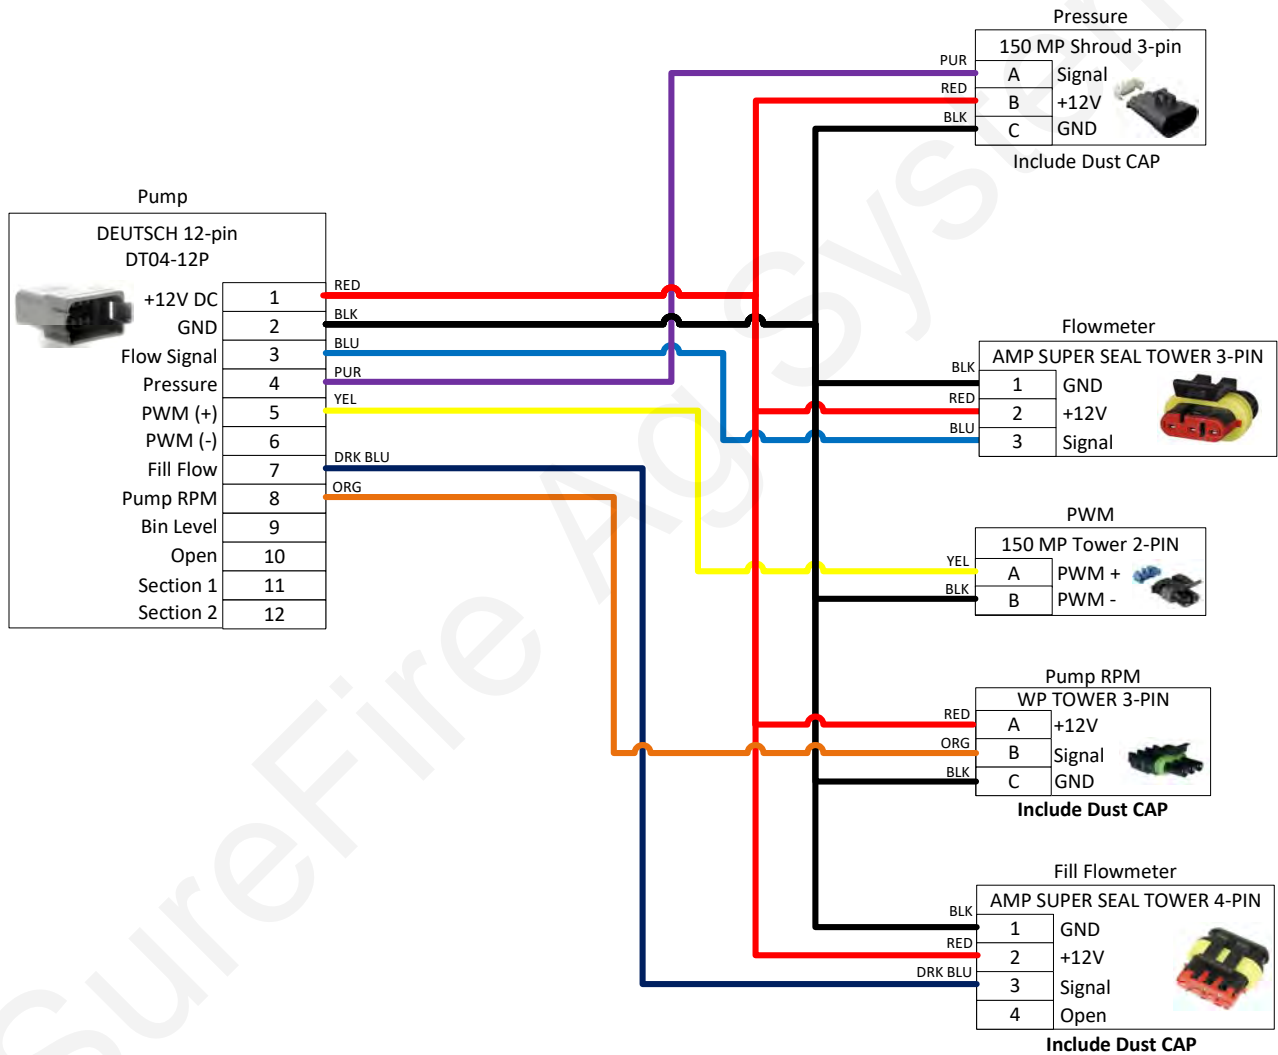 Pump
DEUTSCH 12-pin
DT04-12P
+12V DC 1 RED
GND 2 BLK
Flow Signal 3 BLU
Pressure 4 PUR
PWM (+) 5 YEL
PWM (-) 6
Fill Flow 7 DRK BLU
Pump RPM 8 ORG
Bin Level 9
Open 10
Section 1 11
Section 2 12
Pressure
150 MP Shroud 3-pin
PUR A Signal
RED B +12V
BLK C GND
Include Dust CAP
Flowmeter
AMP SUPER SEAL TOWER 3-PIN
BLK 1 GND
RED 2 +12V
BLU 3 Signal
PWM
150 MP Tower 2-PIN
YEL A PWM +
BLK B PWM -
Pump RPM
WP TOWER 3-PIN
RED A +12V
ORG B Signal
BLK C GND
Include Dust CAP
Fill Flowmeter
AMP SUPER SEAL TOWER 4-PIN
BLK 1 GND
RED 2 +12V
DRK BLU 3 Signal
4 Open
Include Dust CAP
SureFire Ag System